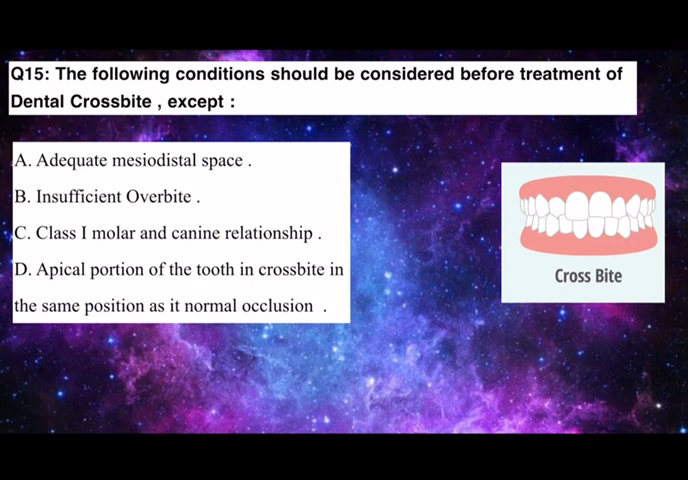 Q15: The following conditions should be considered before treatment of
Dental Crossbite , except :
A. Adequate mesiodistal space .
B. Insufficient Overbite .
C. Class I molar and canine relationship .
D. Apical portion of the tooth in crossbite in
the same position as it normal occlusion .
Cross Bite